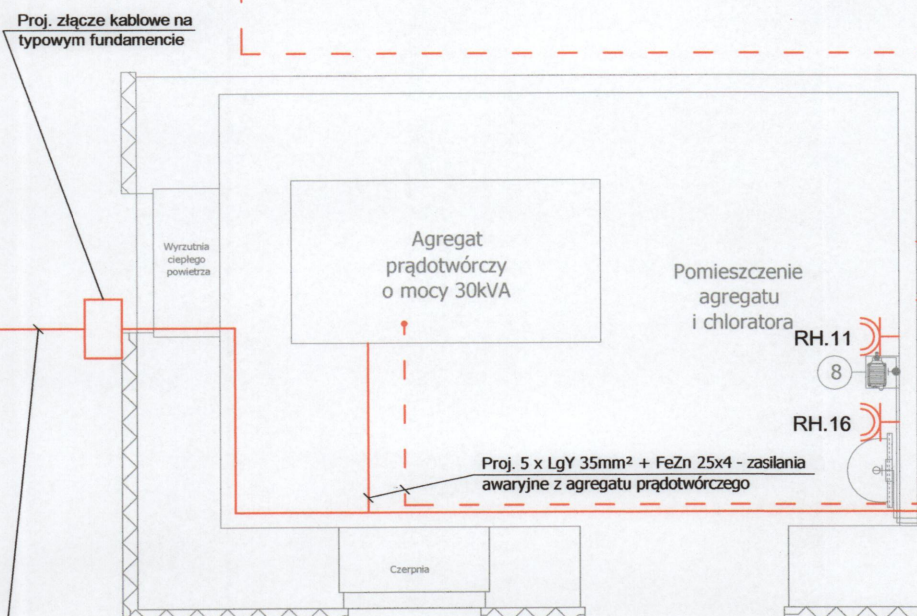 Proj. złącze kablowe na
typowym fundamencie
Wyrzutnia
ciepłego
powietrza
Agregat
prądotwórczy
o mocy 30kVA
Pomieszczenie
agregatu
i chloratora
RH.11
8
RH.16
Proj. 5 x LgY 35mm² + FeZn 25x4 - zasilania
awaryjne z agregatu prądotwórczego
Czerpnia